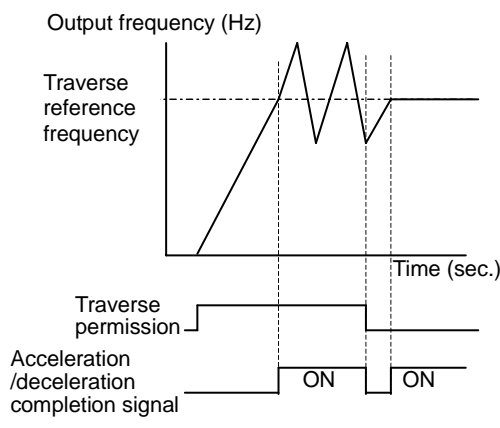 Output frequency (Hz)
Traverse
reference
frequency
Time (sec.)
Traverse
permission
Acceleration
/deceleration
completion signal
ON
ON